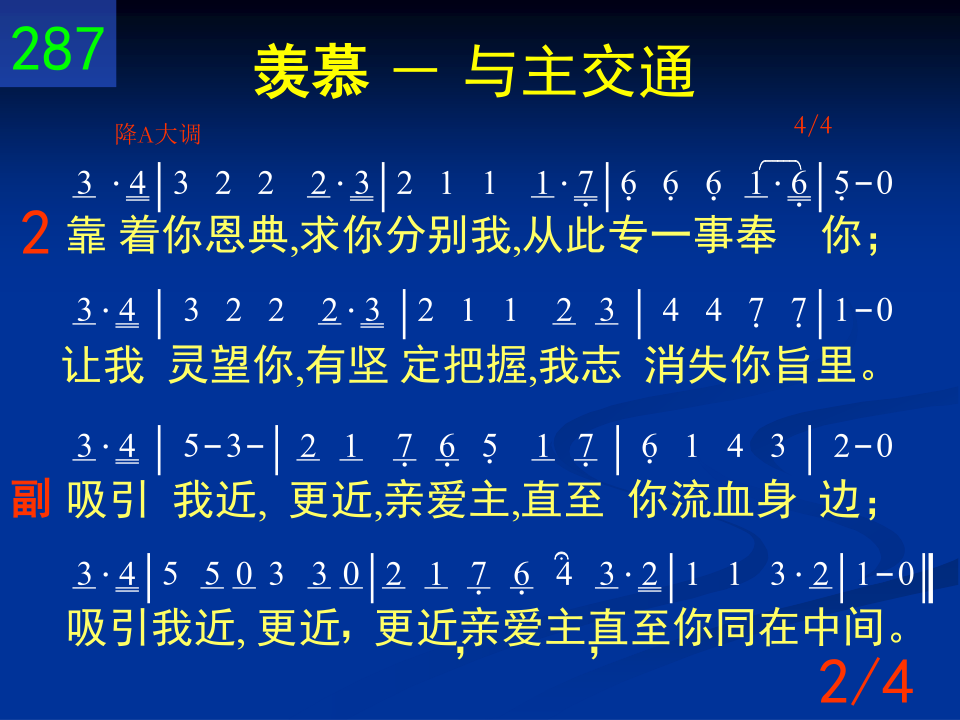 287
羡慕 － 与主交通
降A大调 4/4
3 ·4|3 2 2 2·3|2 1 1 1·7|6 6 6 1·6|5-0
2 靠 着你恩典,求你分别我,从此专一事奉 你；
3·4 | 3 2 2 2·3 |2 1 1 2 3 | 4 4 7 7|1-0
让我 灵望你,有坚 定把握,我志 消失你旨里。
3·4 | 5-3-| 2 1 7 6 5 1 7 | 6 1 4 3 | 2-0
副 吸引 我近, 更近,亲爱主,直至 你流血身 边；
3·4|5 5 0 3 3 0|2 1 7 6 4 3·2|1 1 3·2|1-0‖
吸引我近, 更近，更近,亲爱主,直至你同在中间。
2/4